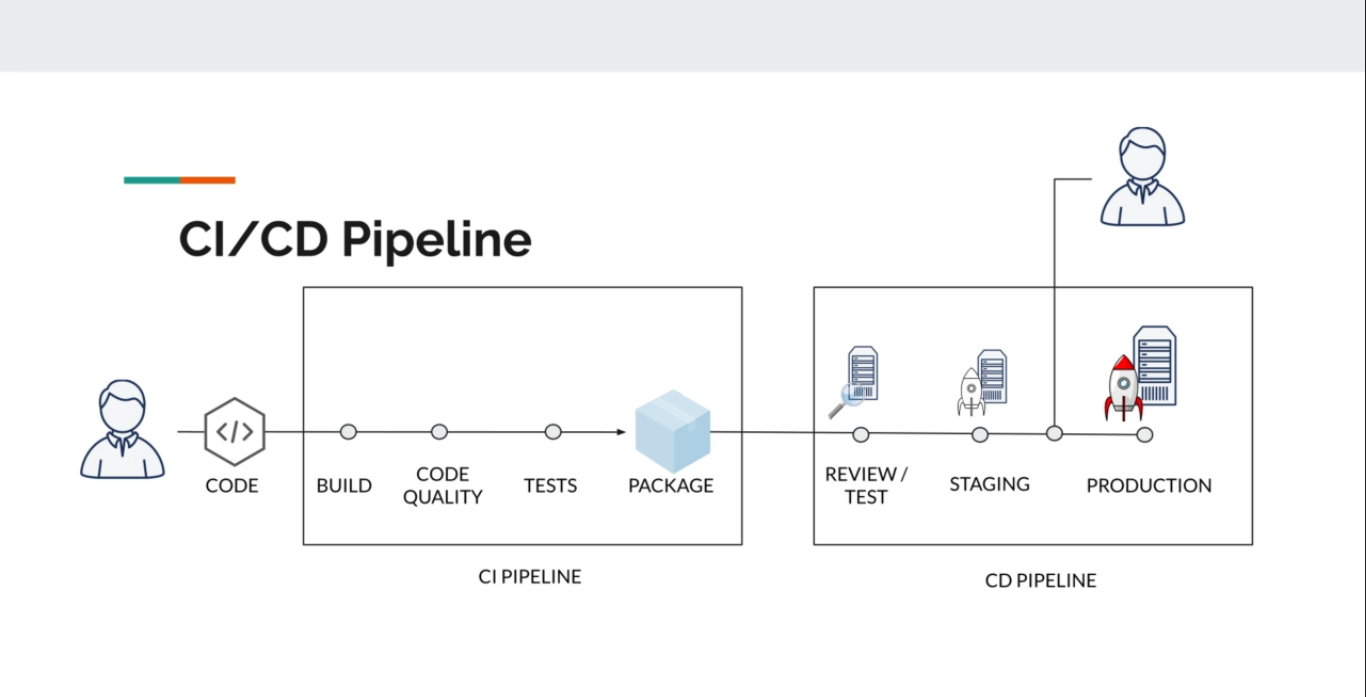 CI/CD Pipeline
</>
CODE
BUILD
CODE
QUALITY
TESTS
PACKAGE
REVIEW /
TEST
STAGING
PRODUCTION
CI PIPELINE
CD PIPELINE